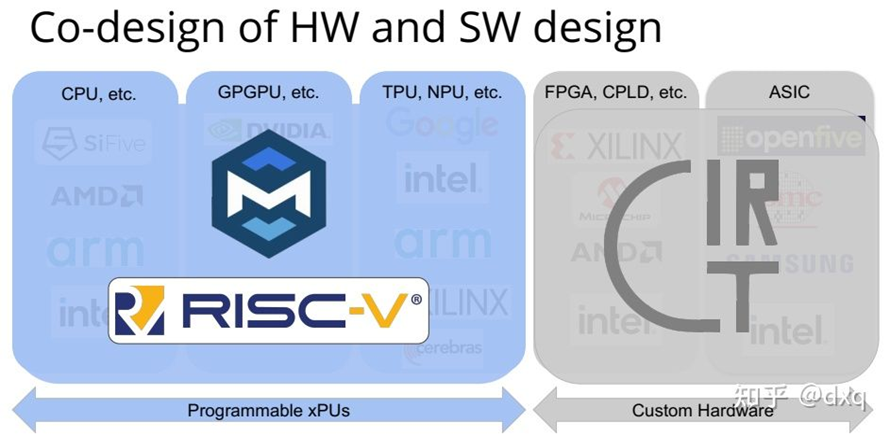 Co-design of HW and SW design
CPU, etc.
GPGPU, etc.
TPU, NPU, etc.
FPGA, CPLD, etc.
ASIC
SiFive
NVIDIA
Google
XILINX
openfive
AMD
intel
MICROCHIP
arm
arm
AMD
SAMSUNG
M
CIRCT
RISC-V®
XILINX
intel
intel
cerebras
Programmable xPUs
Custom Hardware
知乎 @dxq